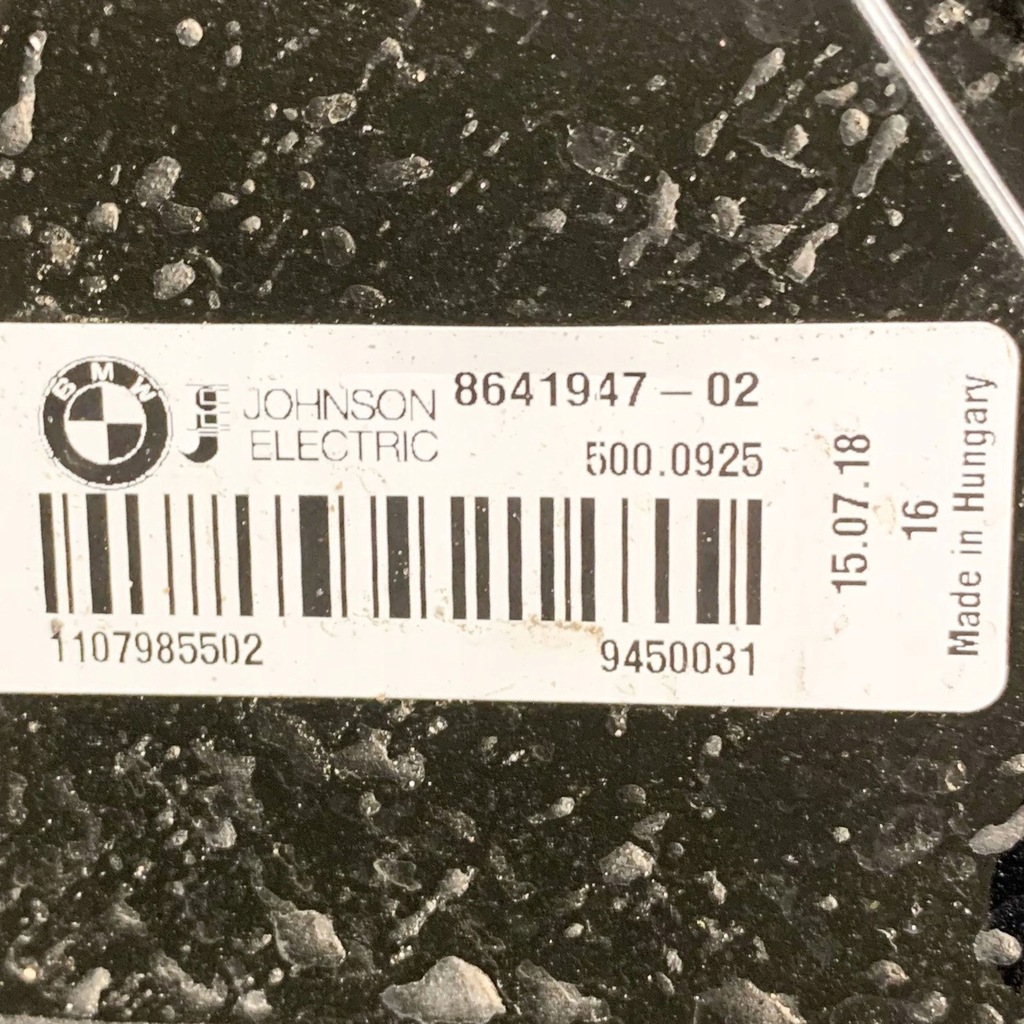 BMW
JOHNSON
ELECTRIC
8641947-02
500.0925
1107985502
9450031
15.07.18
16
Made in Hungary